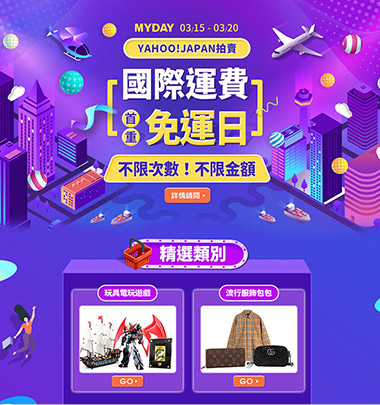 MYDAY 03/15 - 03/20
YAHOO!JAPAN拍賣
國際運費
首重
免運日
不限次數！不限金額
詳情請閱
精選類別
玩具電玩遊戲
流行服飾包包
GO
GO